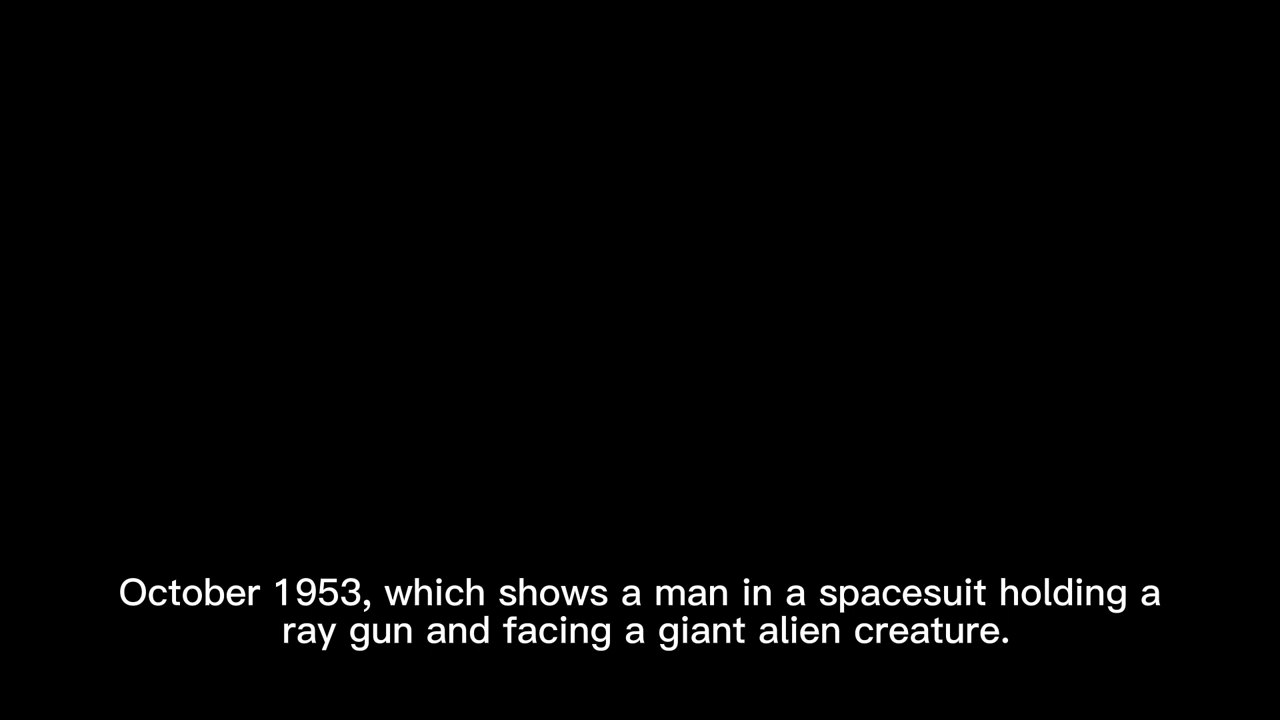 October 1953, which shows a man in a spacesuit holding a
ray gun and facing a giant alien creature.